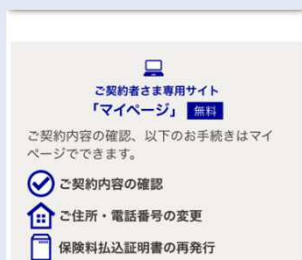 ご契約者さま専用サイト
「マイページ」 無料
ご契約内容の確認、以下のお手続きはマイ
ページでできます。
ご契約内容の確認
ご住所・電話番号の変更
保険料払込証明書の再発行